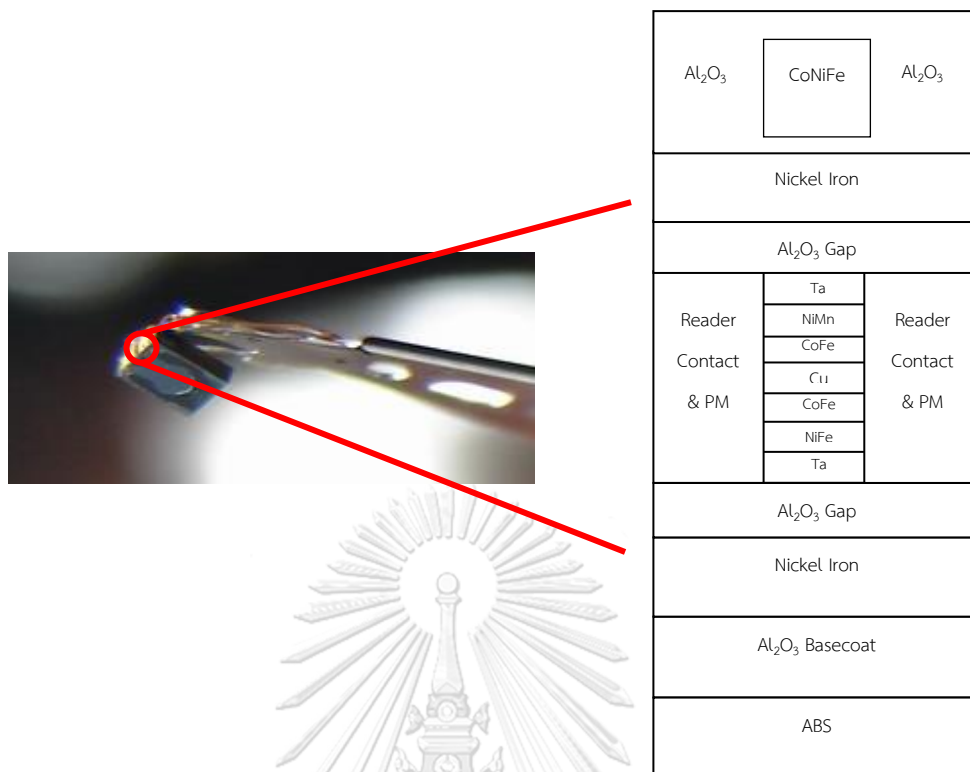 Al₂O₃ CoNiFe Al₂O₃
Nickel Iron
Al₂O₃ Gap
Ta
NiMn
CoFe
Cu
CoFe
NiFe
Ta
Reader
Contact
& PM
Reader
Contact
& PM
Al₂O₃ Gap
Nickel Iron
Al₂O₃ Basecoat
ABS